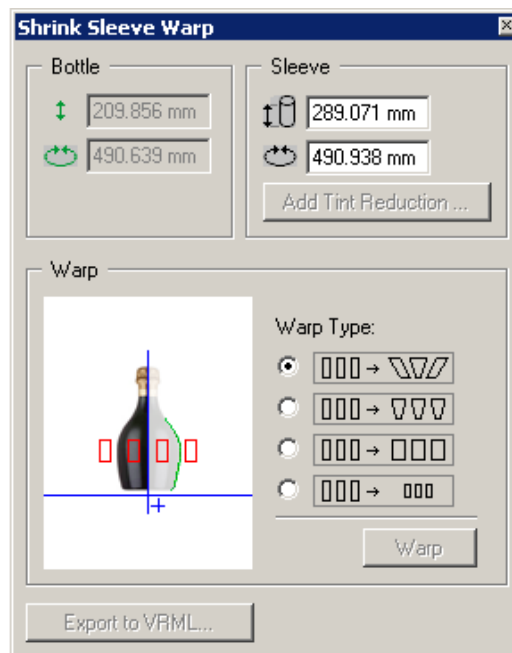 Shrink Sleeve Warp
Bottle
209.856 mm
490.639 mm
Sleeve
289.071 mm
490.938 mm
Add Tint Reduction ...
Warp
Warp Type:
Warp
Export to VRML...